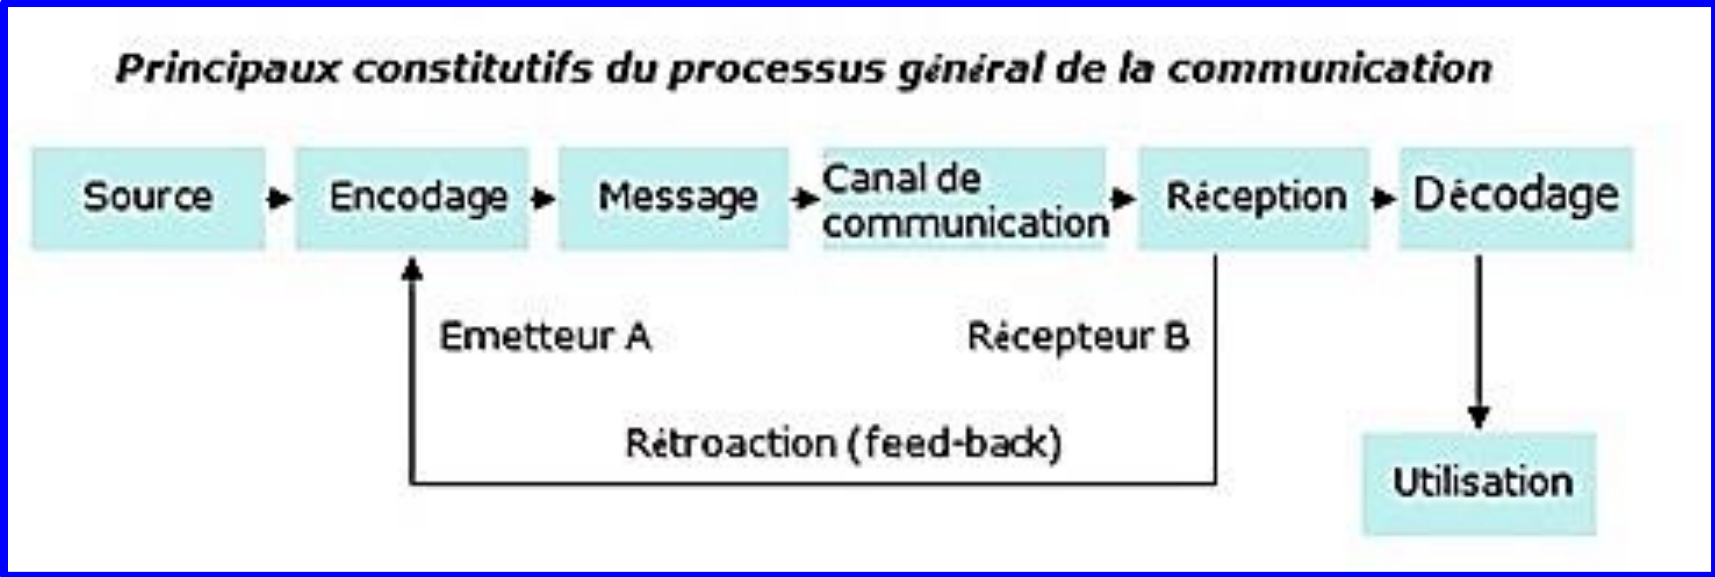 Principaux constitutifs du processus général de la communication
Source
Encodage
Message
Canal de
communication
Réception
Décodage
Emetteur A
Récepteur B
Rétroaction (feed-back)
Utilisation